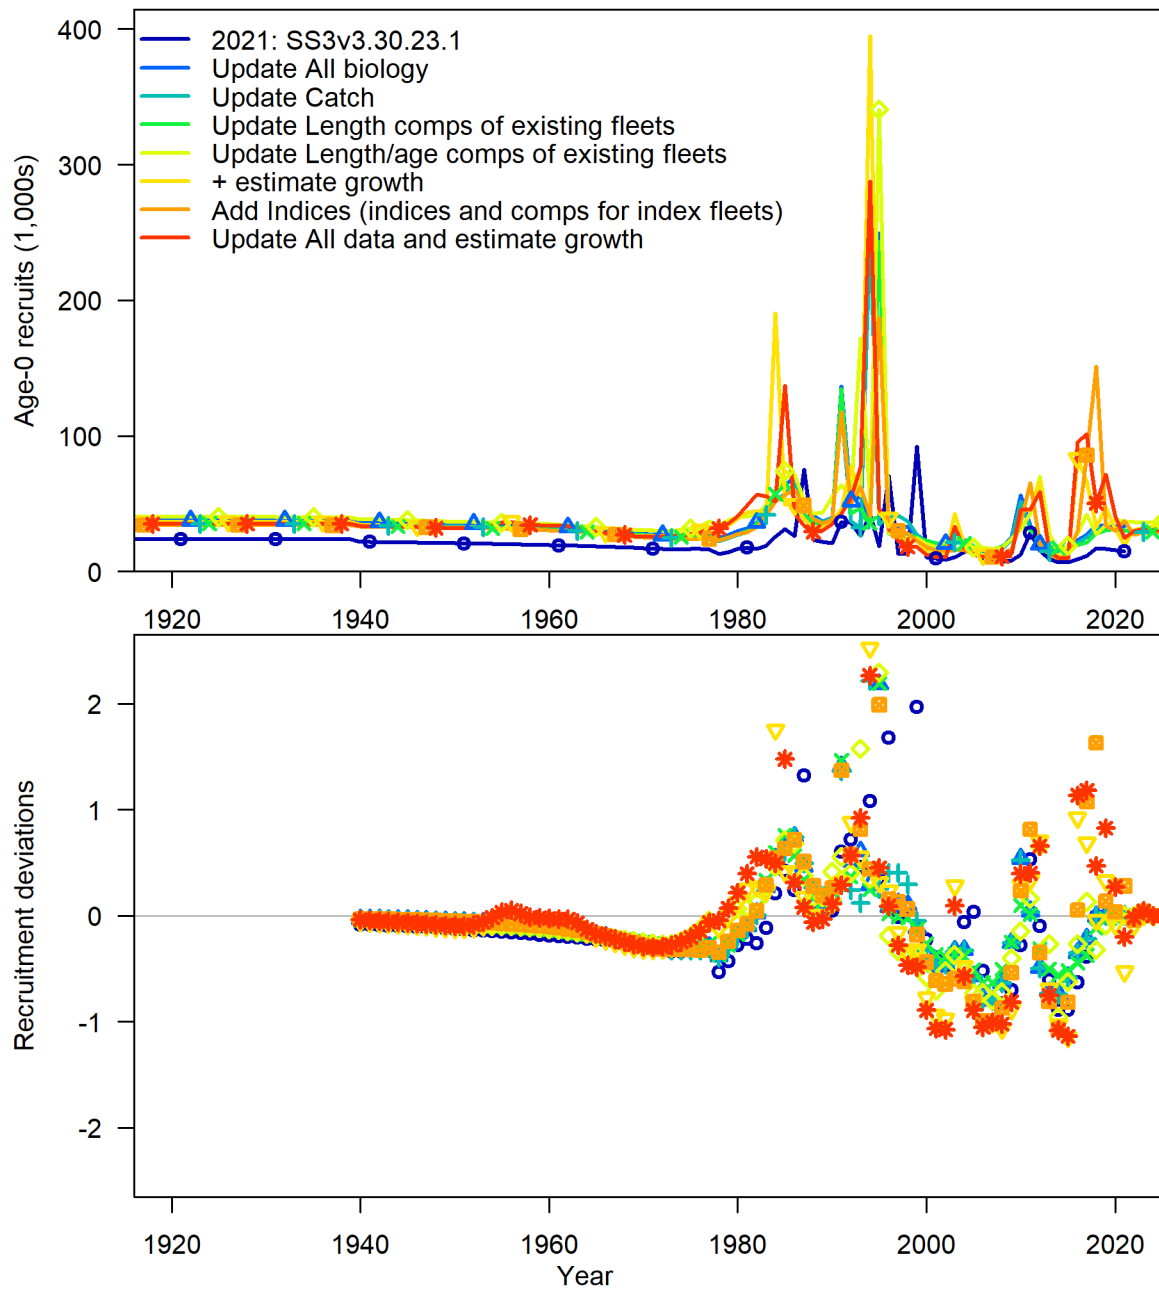 400
300
200
100
0
Age-0 recruits (1,000s)
2021: SS3v3.30.23.1
Update All biology
Update Catch
Update Length comps of existing fleets
Update Length/age comps of existing fleets
+ estimate growth
Add Indices (indices and comps for index fleets)
Update All data and estimate growth
1920 1940 1960 1980 2000 2020
2
1
0
-1
-2
Recruitment deviations
1920 1940 1960 1980 2000 2020
Year